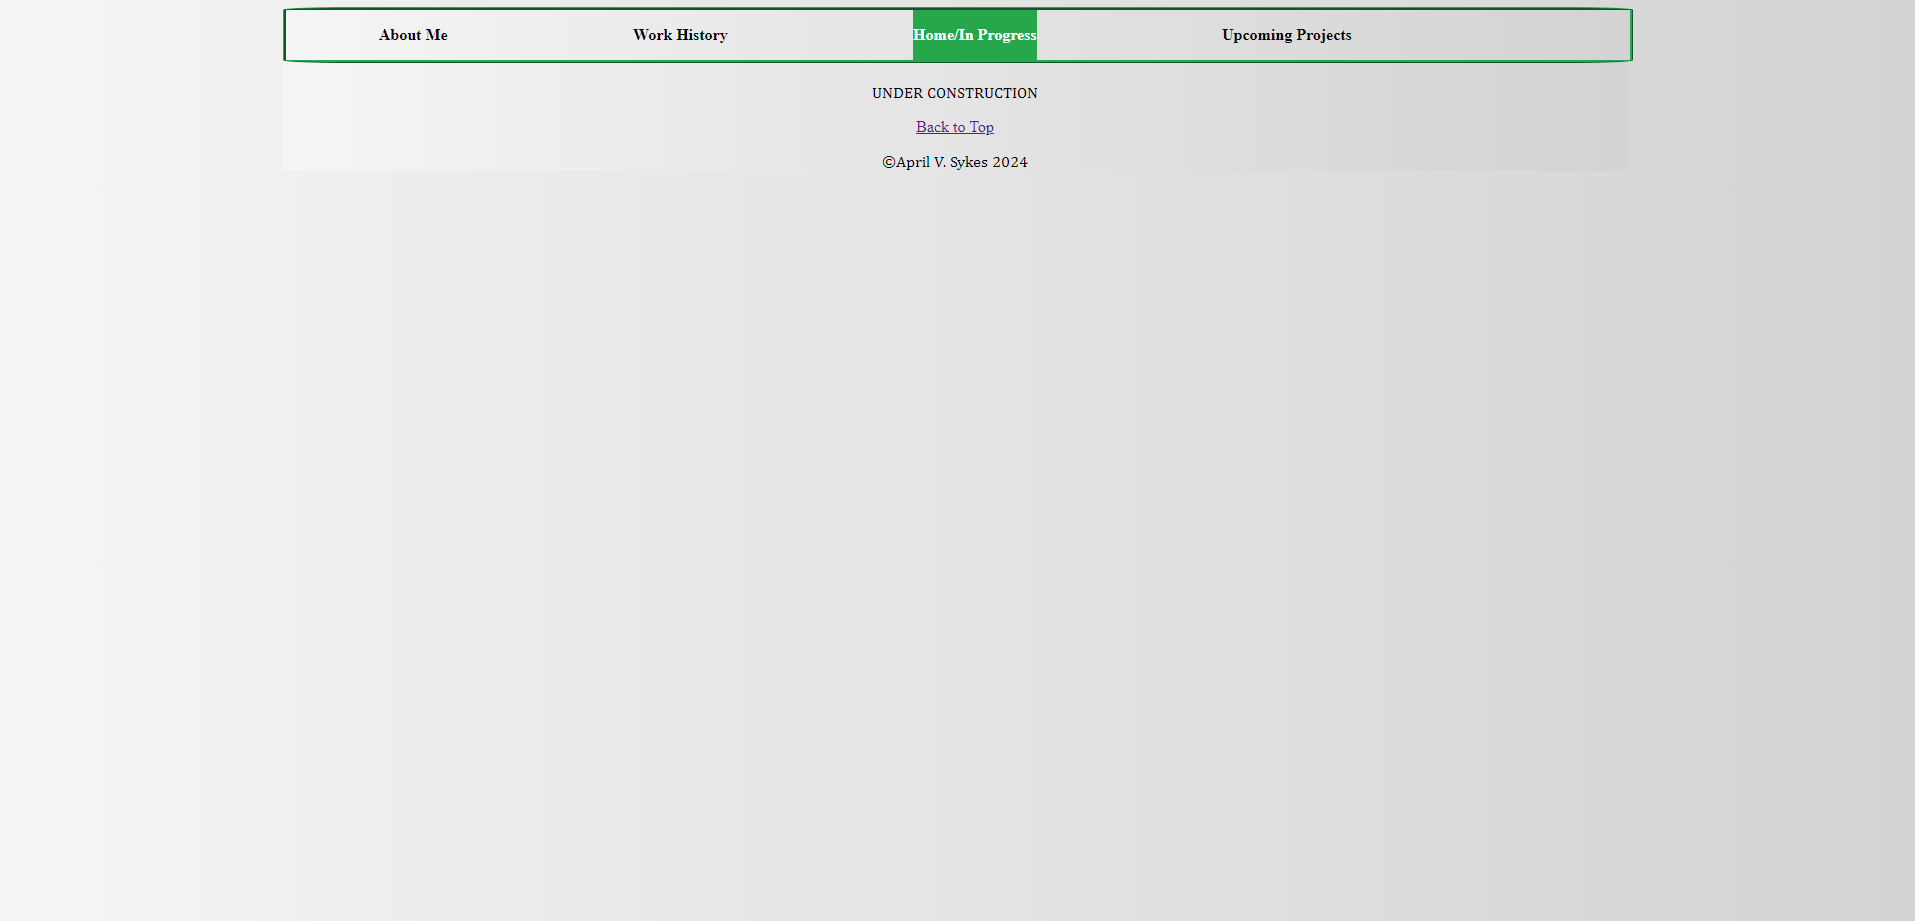 About Me Work History Home/In Progress Upcoming Projects
UNDER CONSTRUCTION
Back to Top
©April V. Sykes 2024